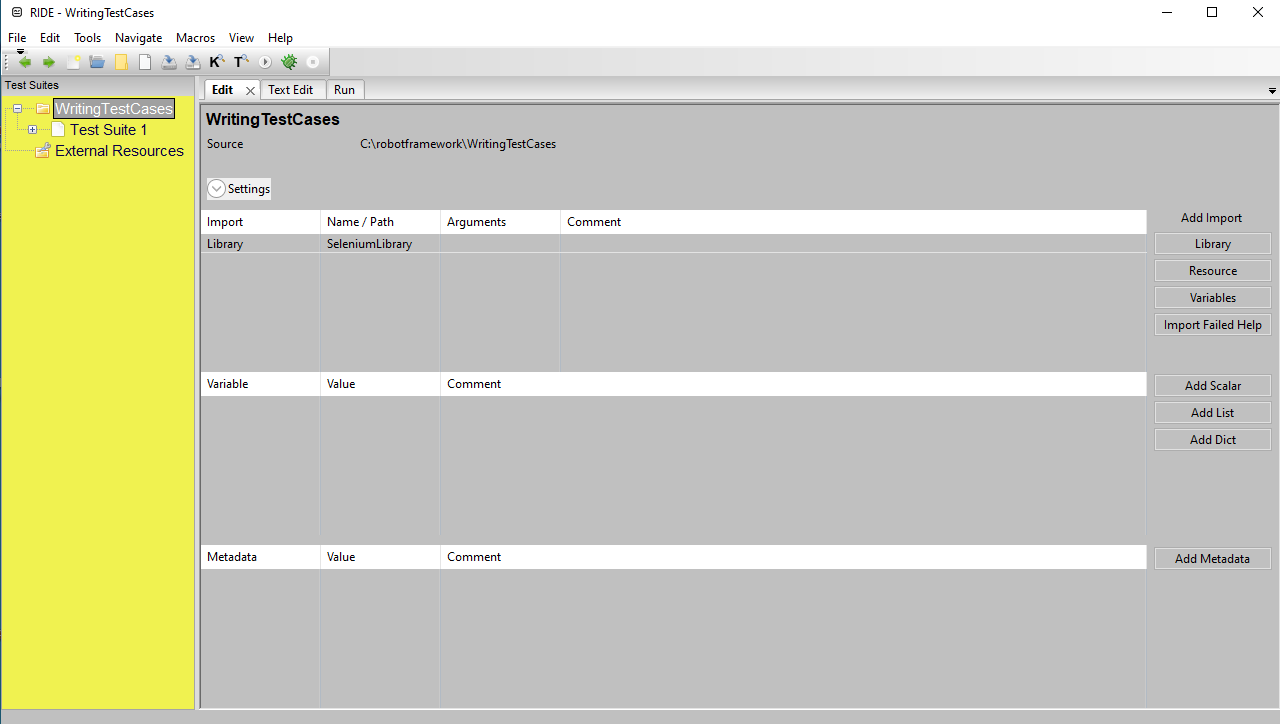 RIDE - WritingTestCases
File Edit Tools Navigate Macros View Help
K T
Test Suites
WritingTestCases
Test Suite 1
External Resources
Edit Text Edit Run
WritingTestCases
Source C:\robotframework\WritingTestCases
Settings
Import Name / Path Arguments Comment
Library SeleniumLibrary
Add Import
Library
Resource
Variables
Import Failed Help
Variable Value Comment
Add Scalar
Add List
Add Dict
Metadata Value Comment
Add Metadata